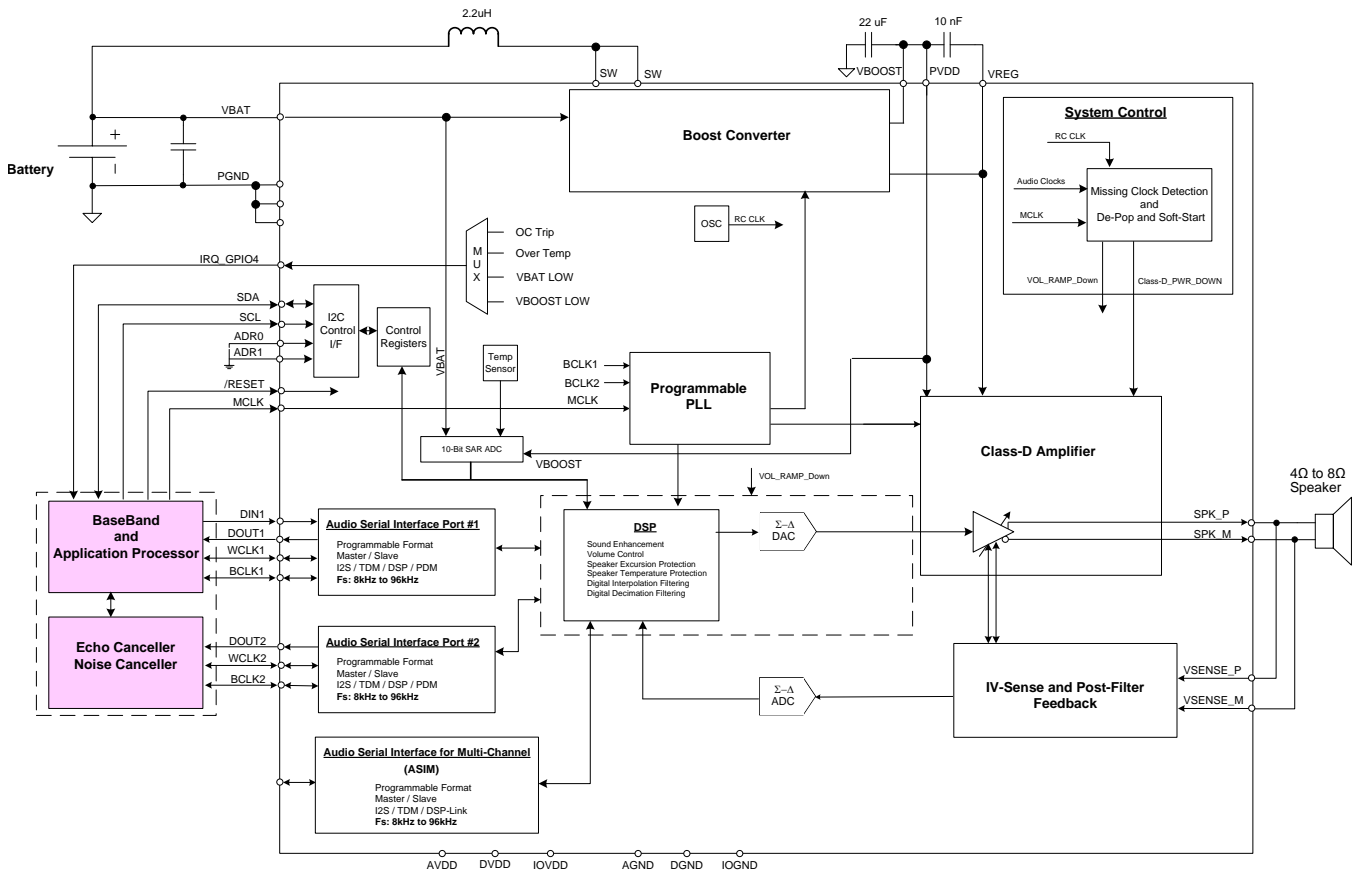 2.2uH
22 uF
10 nF
SW
SW
VBOOST
PVDD
VREG
VBAT
Battery
+
PGND
Boost Converter
System Control
RC CLK
Audio Clocks
MCLK
Missing Clock Detection
and
De-Pop and Soft-Start
VOL_RAMP_Down
Class-D_PWR_DOWN
OSC
RC CLK
M
U
X
OC Trip
Over Temp
VBAT LOW
VBOOST LOW
IRQ_GPIO4
SDA
SCL
ADR0
ADR1
/RESET
MCLK
I2C
Control
I/F
Control
Registers
VBAT
Temp
Sensor
10-Bit SAR ADC
VBOOST
BCLK1
BCLK2
MCLK
Programmable
PLL
Class-D Amplifier
4Ω to 8Ω
Speaker
SPK_P
SPK_M
VOL_RAMP_Down
BaseBand
and
Application Processor
DIN1
DOUT1
WCLK1
BCLK1
Audio Serial Interface Port #1
Programmable Format
Master / Slave
I2S / TDM / DSP / PDM
Fs: 8kHz to 96kHz
DSP
Sound Enhancement
Volume Control
Speaker Excursion Protection
Speaker Temperature Protection
Digital Interpolation Filtering
Digital Decimation Filtering
Σ–Δ
DAC
Echo Canceller
Noise Canceller
DOUT2
WCLK2
BCLK2
Audio Serial Interface Port #2
Programmable Format
Master / Slave
I2S / TDM / DSP / PDM
Fs: 8kHz to 96kHz
Σ–Δ
ADC
IV-Sense and Post-Filter
Feedback
VSENSE_P
VSENSE_M
Audio Serial Interface for Multi-Channel
(ASIM)
Programmable Format
Master / Slave
I2S / TDM / DSP-Link
Fs: 8kHz to 96kHz
AVDD
DVDD
IOVDD
AGND
DGND
IOGND